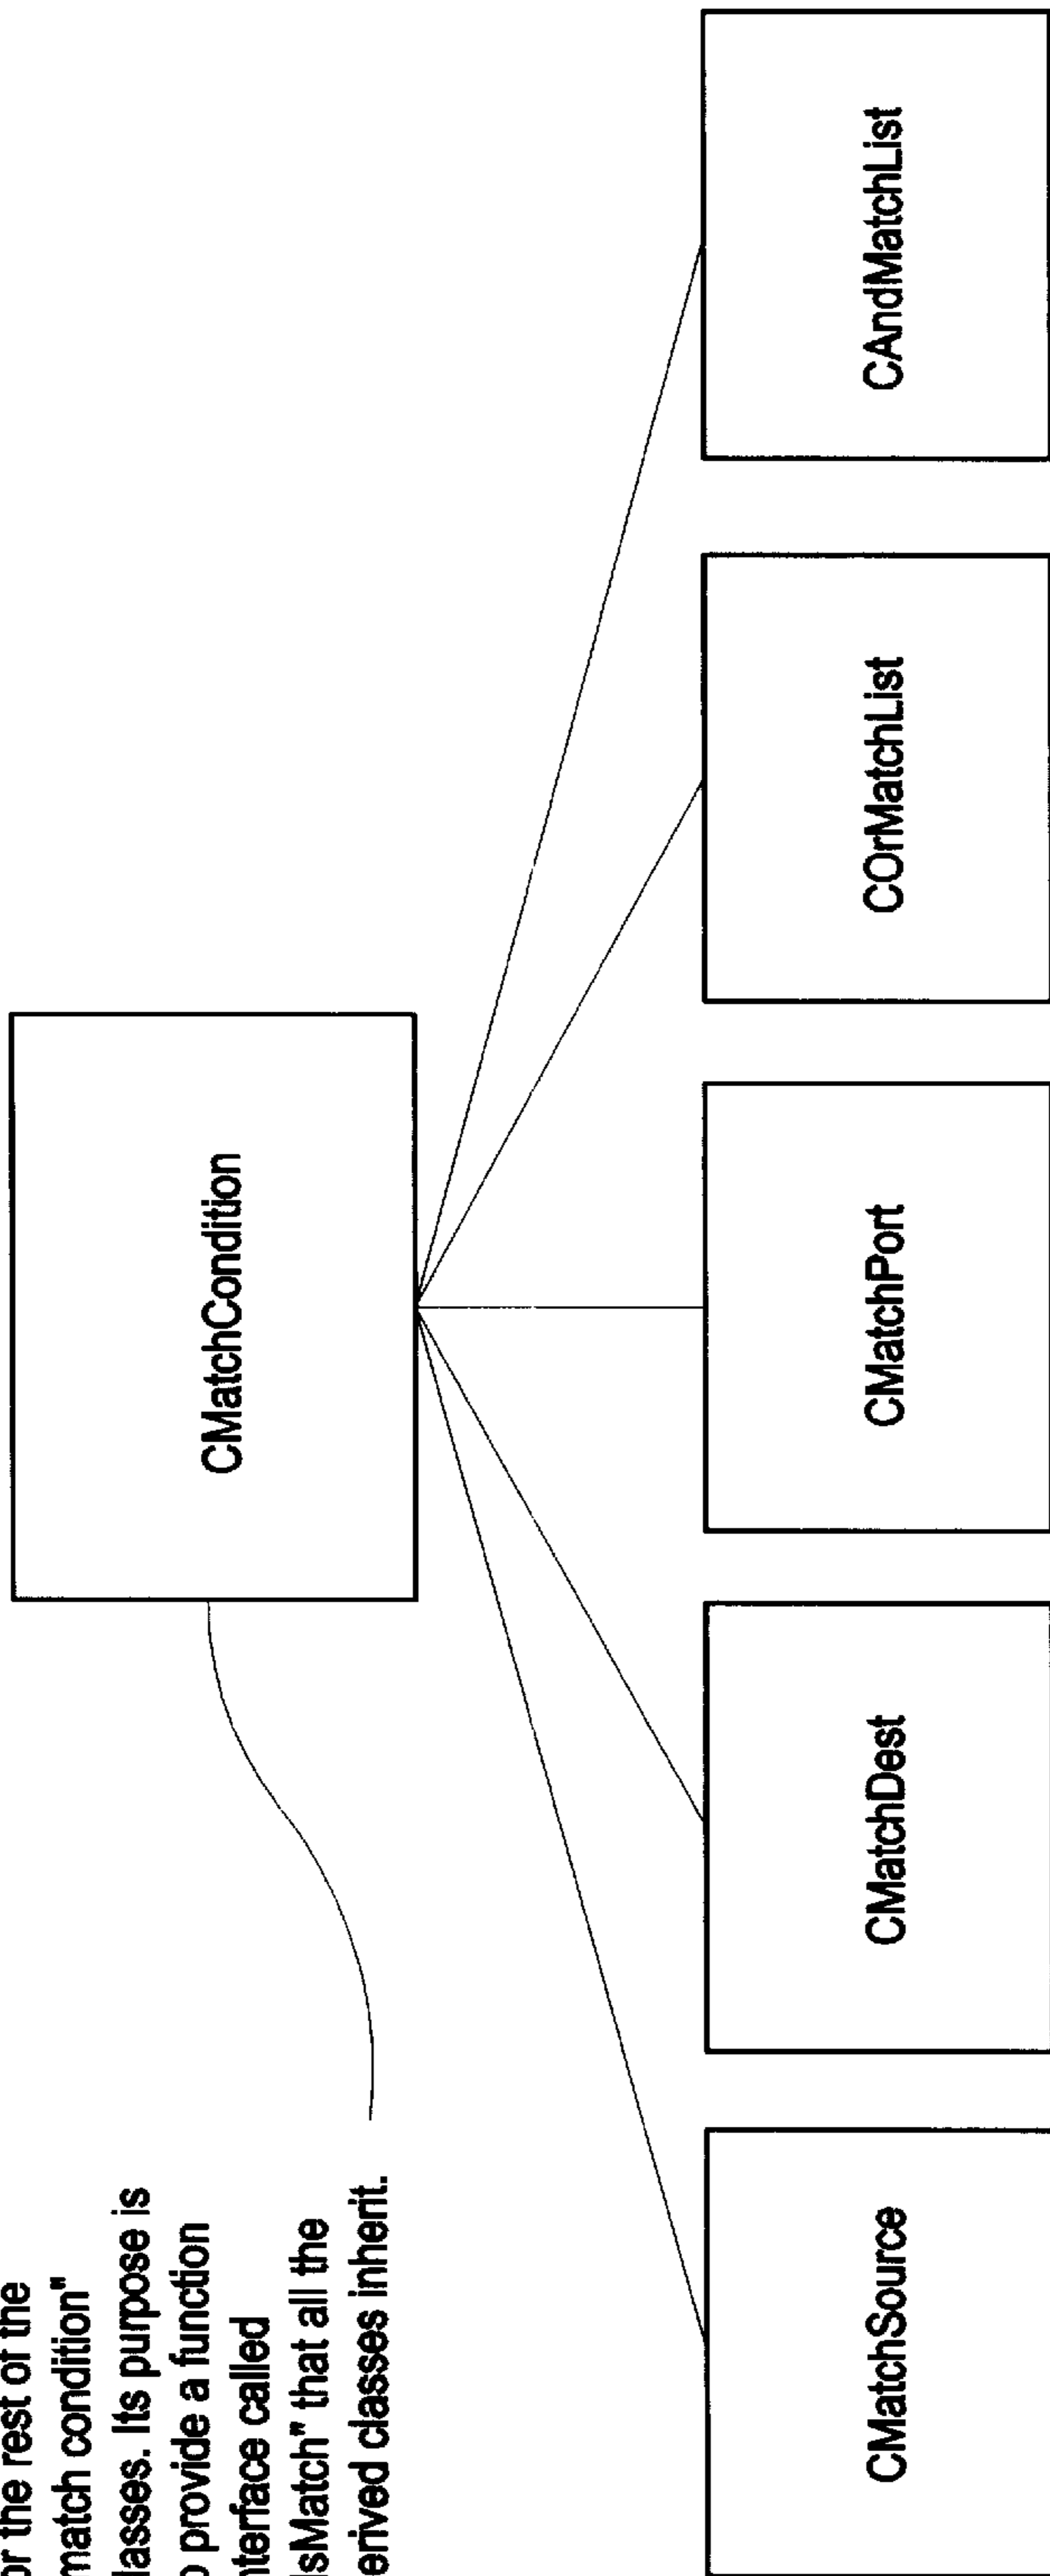 or the rest of the
match condition"
lasses. Its purpose is
o provide a function
nterface called
sMatch" that all the
erived classes inherit.
CMatchCondition
CMatchSource
CMatchDest
CMatchPort
COrMatchList
CAndMatchList